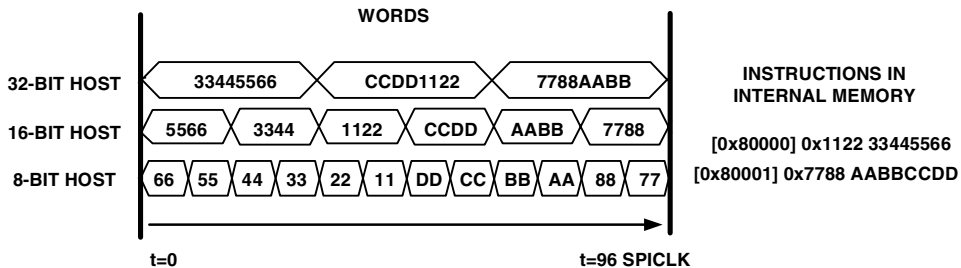 WORDS
32-BIT HOST 33445566 CCDD1122 7788AABB
16-BIT HOST 5566 3344 1122 CCDD AABB 7788
8-BIT HOST 66 55 44 33 22 11 DD CC BB AA 88 77
t=0 t=96 SPICLK
INSTRUCTIONS IN
INTERNAL MEMORY
[0x80000] 0x1122 33445566
[0x80001] 0x7788 AABBCCDD